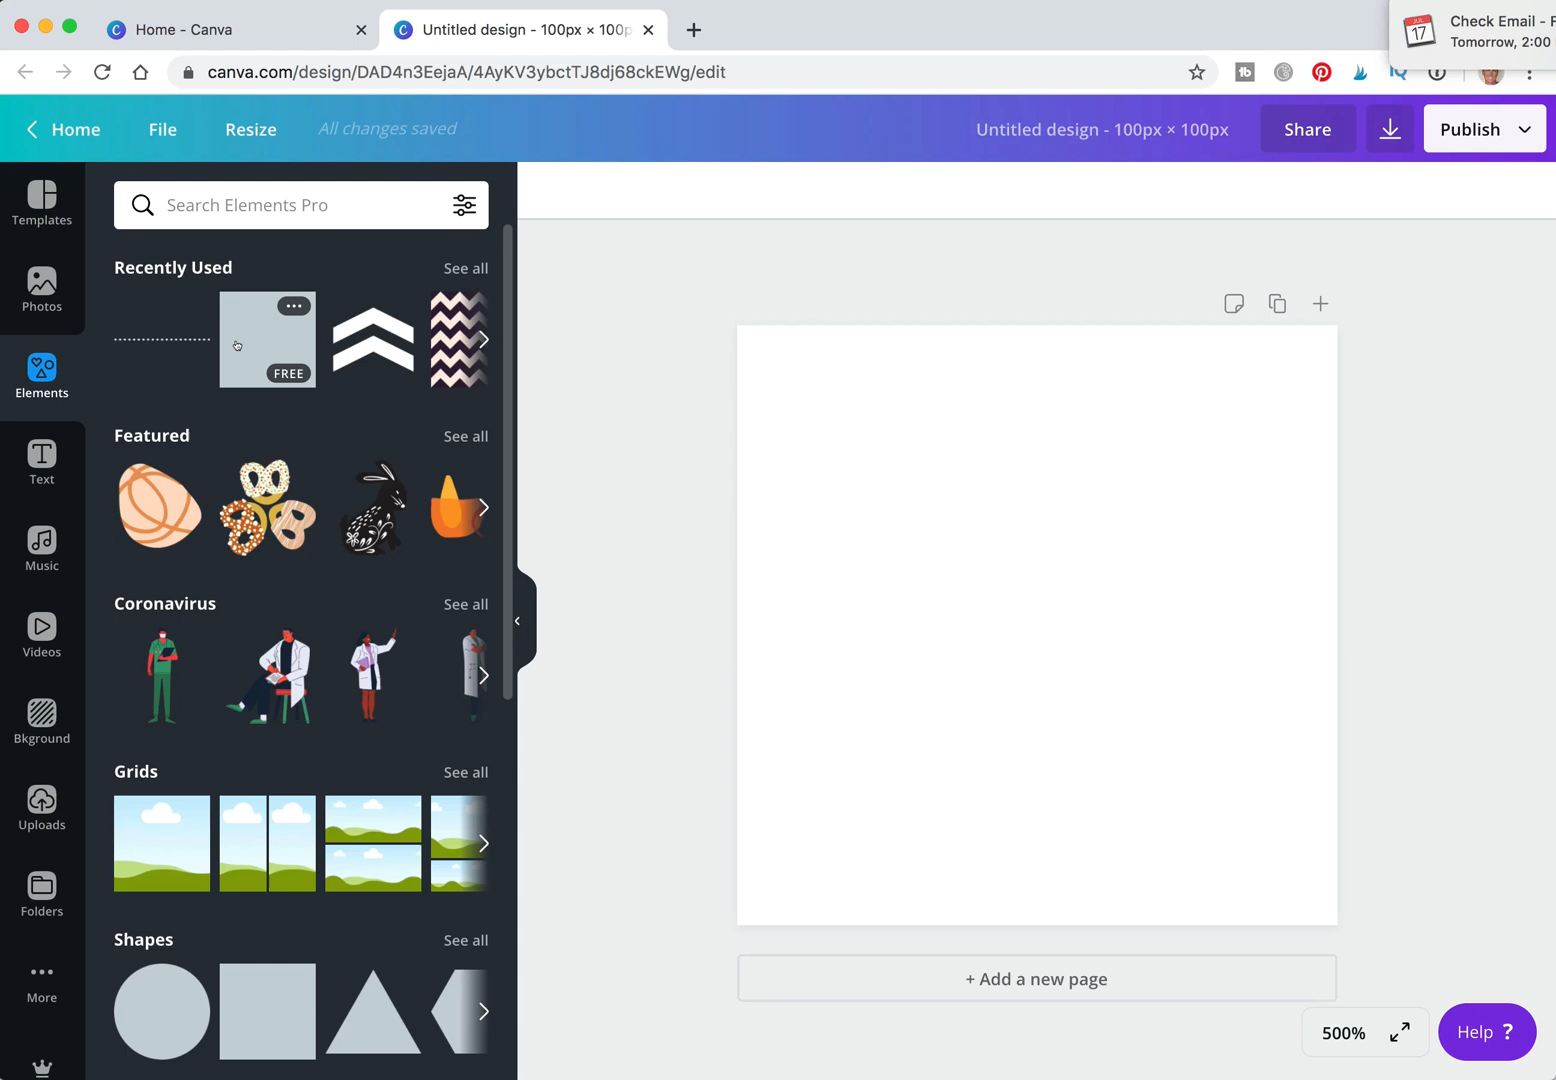 Home - Canva
Untitled design - 100px × 100p
JUL
17
Check Email - F
Tomorrow, 2:00
canva.com/design/DAD4n3EejaA/4AyKV3ybctTJ8dj68ckEWg/edit
Home
File
Resize
All changes saved
Untitled design - 100px × 100px
Share
Publish
Templates
Photos
Elements
Text
Music
Videos
Bkground
Uploads
Folders
More
Search Elements Pro
Recently Used
See all
FREE
Featured
See all
Coronavirus
See all
Grids
See all
Shapes
See all
+ Add a new page
500%
Help ?